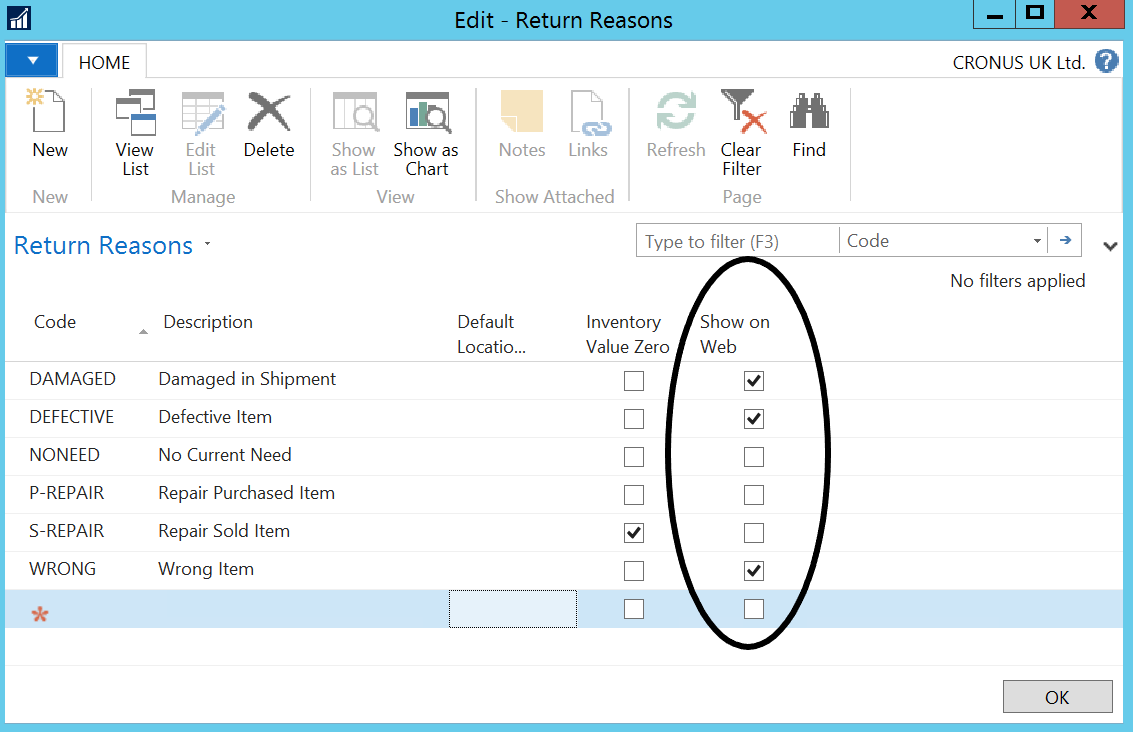 Edit - Return Reasons
HOME
CRONUS UK Ltd. ?
New
View List
Edit List
Delete
Show as List
Show as Chart
Notes
Links
Refresh
Clear Filter
Find
New
Manage
View
Show Attached
Page
Return Reasons
Type to filter (F3)
Code
No filters applied
Code
Description
Default Locatio...
Inventory Value Zero
Show on Web
DAMAGED Damaged in Shipment
DEFECTIVE Defective Item
NONEED No Current Need
P-REPAIR Repair Purchased Item
S-REPAIR Repair Sold Item
WRONG Wrong Item
OK